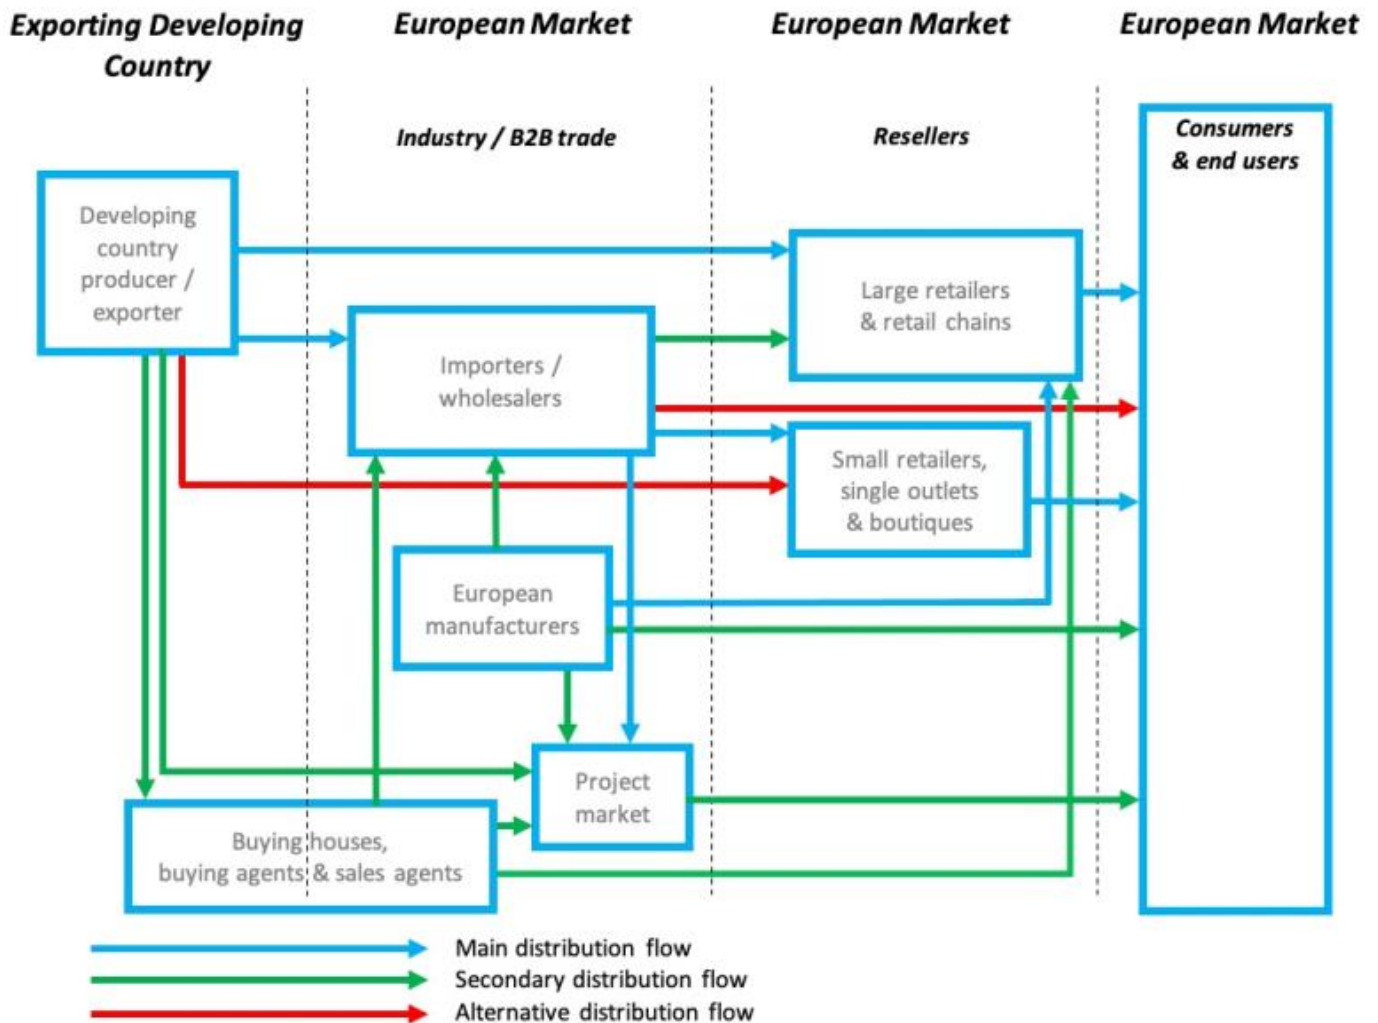 Exporting Developing
Country
European Market
European Market
European Market
Industry / B2B trade
Resellers
Consumers
& end users
Developing
country
producer /
exporter
Large retailers
& retail chains
Importers /
wholesalers
Small retailers,
single outlets
& boutiques
European
manufacturers
Project
market
Buying houses,
buying agents & sales agents
Main distribution flow
Secondary distribution flow
Alternative distribution flow